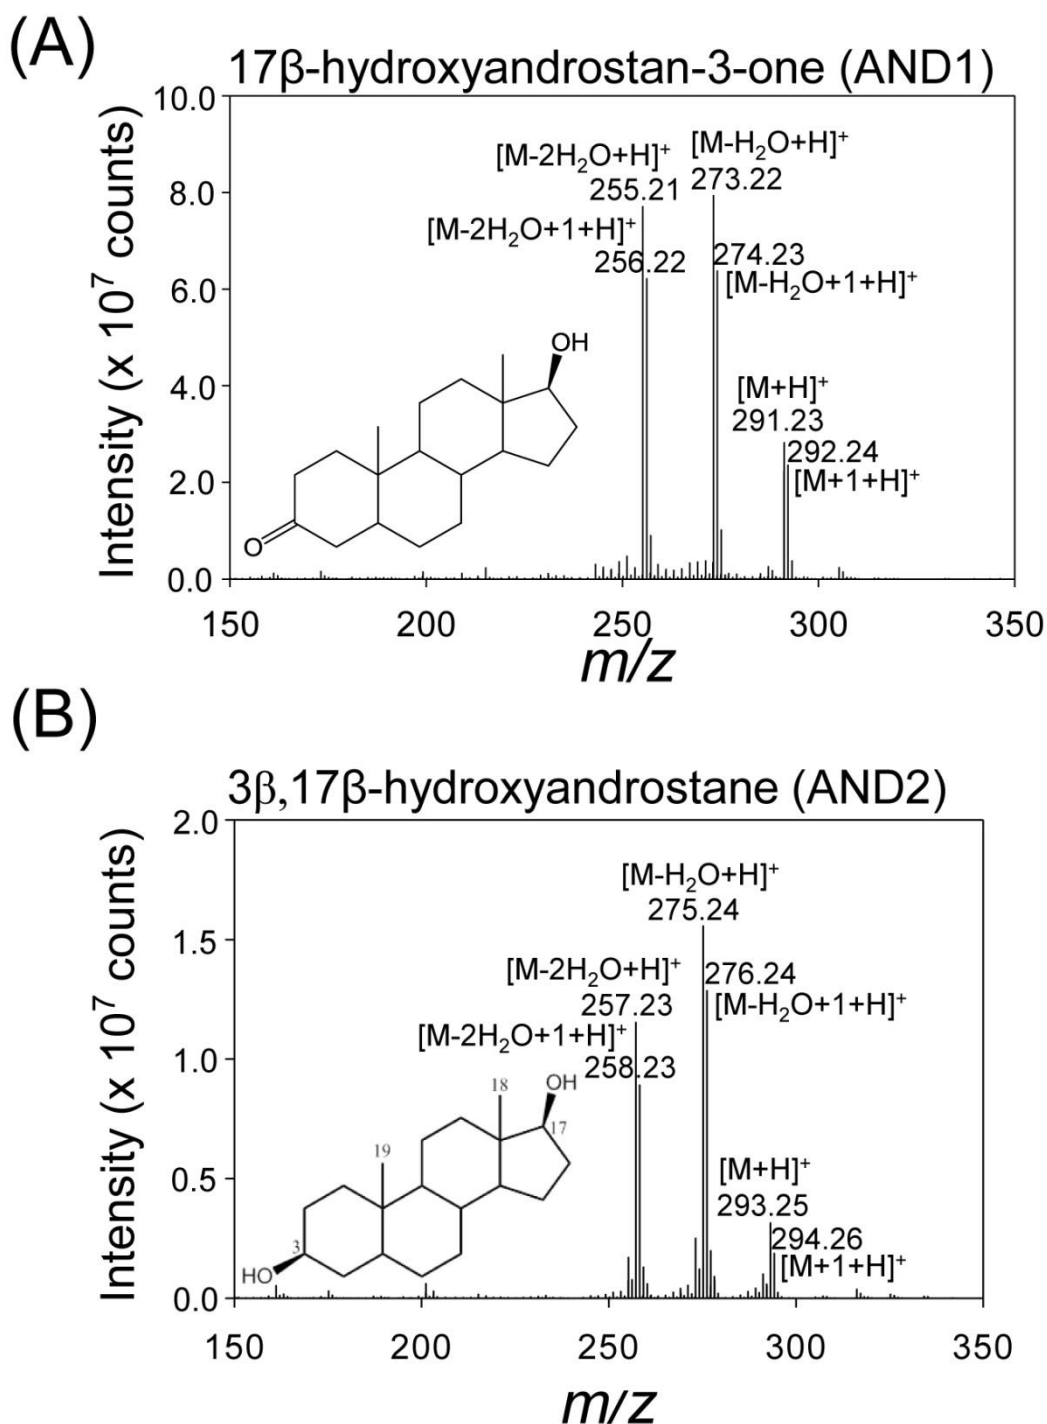 (A)
17β-hydroxyandrostan-3-one (AND1)
Intensity (x 10⁷ counts)
10.0
8.0
6.0
4.0
2.0
0.0
[M-2H₂O+H]⁺
255.21
[M-H₂O+H]⁺
273.22
[M-2H₂O+1+H]⁺
256.22
274.23
[M-H₂O+1+H]⁺
[M+H]⁺
291.23
292.24
[M+1+H]⁺
OH
O
150 200 250 300 350
m/z
(B)
3β,17β-hydroxyandrostane (AND2)
Intensity (x 10⁷ counts)
2.0
1.5
1.0
0.5
0.0
[M-H₂O+H]⁺
275.24
[M-2H₂O+H]⁺
257.23
276.24
[M-H₂O+1+H]⁺
[M-2H₂O+1+H]⁺
258.23
[M+H]⁺
293.25
294.26
[M+1+H]⁺
18
OH
17
19
3
HO
150 200 250 300 350
m/z